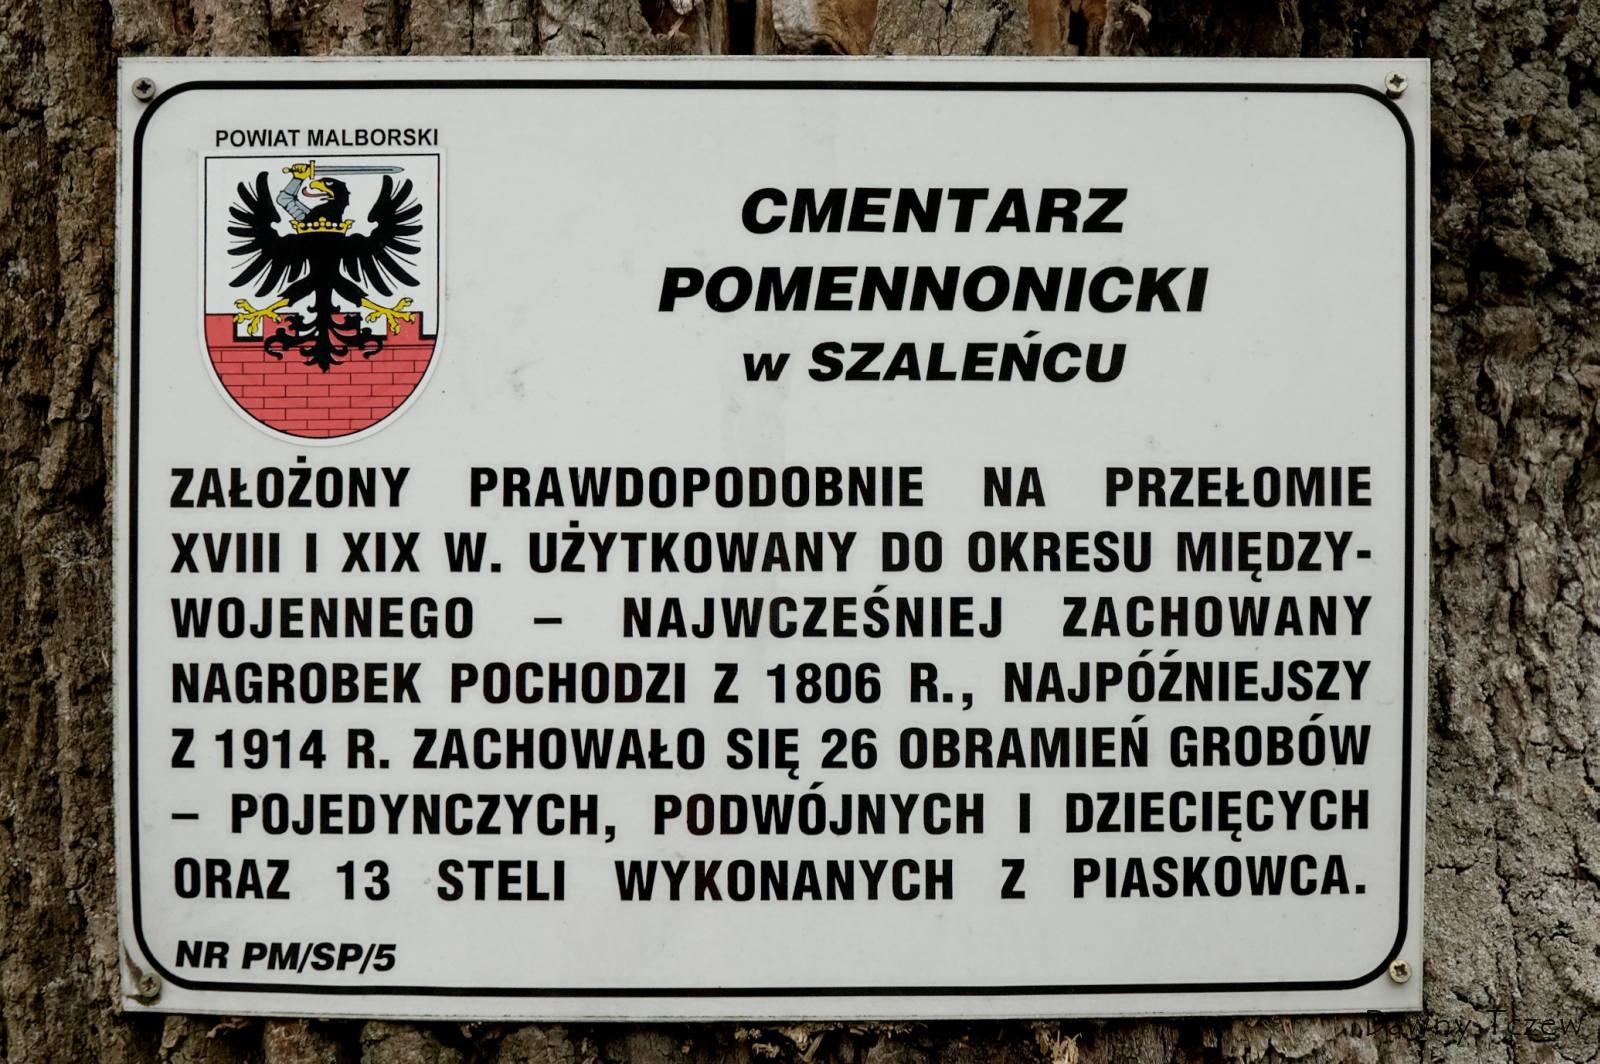 POWIAT MALBORSKI
CMENTARZ
POMENNONICKI
w SZALEŃCU
ZAŁOŻONY PRAWDOPODOBNIE NA PRZEŁOMIE
XVIII I XIX W. UŻYTKOWANY DO OKRESU MIĘDZY-
WOJENNEGO – NAJWCZEŚNIEJ ZACHOWANY
NAGROBEK POCHODZI Z 1806 R., NAJPÓŹNIEJSZY
Z 1914 R. ZACHOWAŁO SIĘ 26 OBRAMIEŃ GROBÓW
– POJEDYNCZYCH, PODWÓJNYCH I DZIECIĘCYCH
ORAZ 13 STELI WYKONANYCH Z PIASKOWCA.
NR PM/SP/5
Dawny Tczew